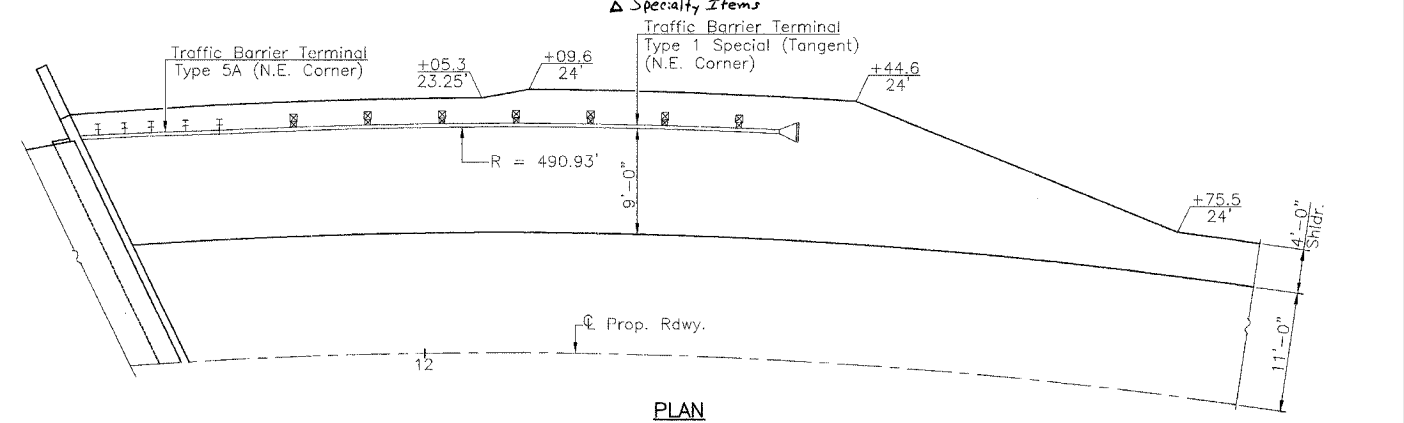 Δ Specialty Items
Traffic Barrier Terminal
Type 1 Special (Tangent)
(N.E. Corner)
Traffic Barrier Terminal
Type 5A (N.E. Corner)
+05.3
23.25'
+09.6
24'
+44.6
24'
R = 490.93'
9'-0"
+75.5
24'
4'-0"
Shldr.
11'-0"
℄ Prop. Rdwy.
12
PLAN